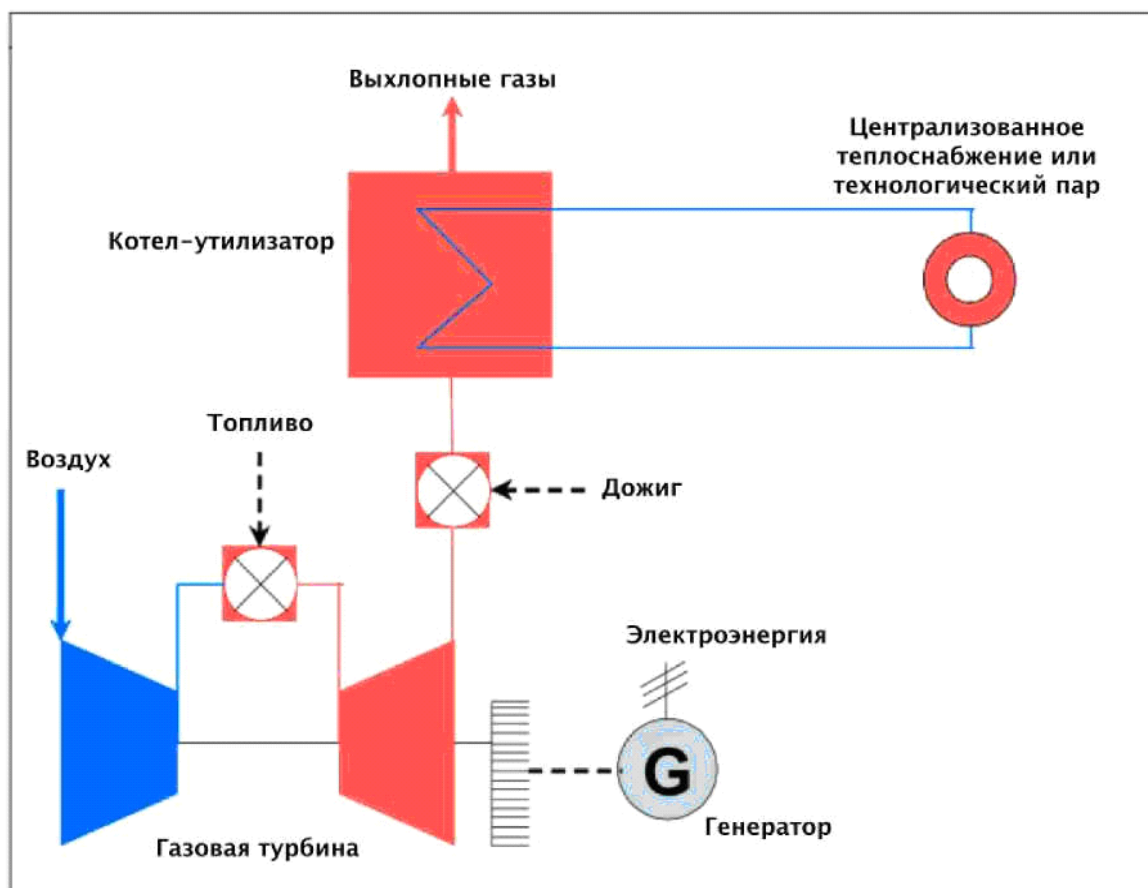 Выхлопные газы
Централизованное
теплоснабжение или
технологический пар
Котел-утилизатор
Топливо
Воздух
Дожиг
Электроэнергия
G
Генератор
Газовая турбина